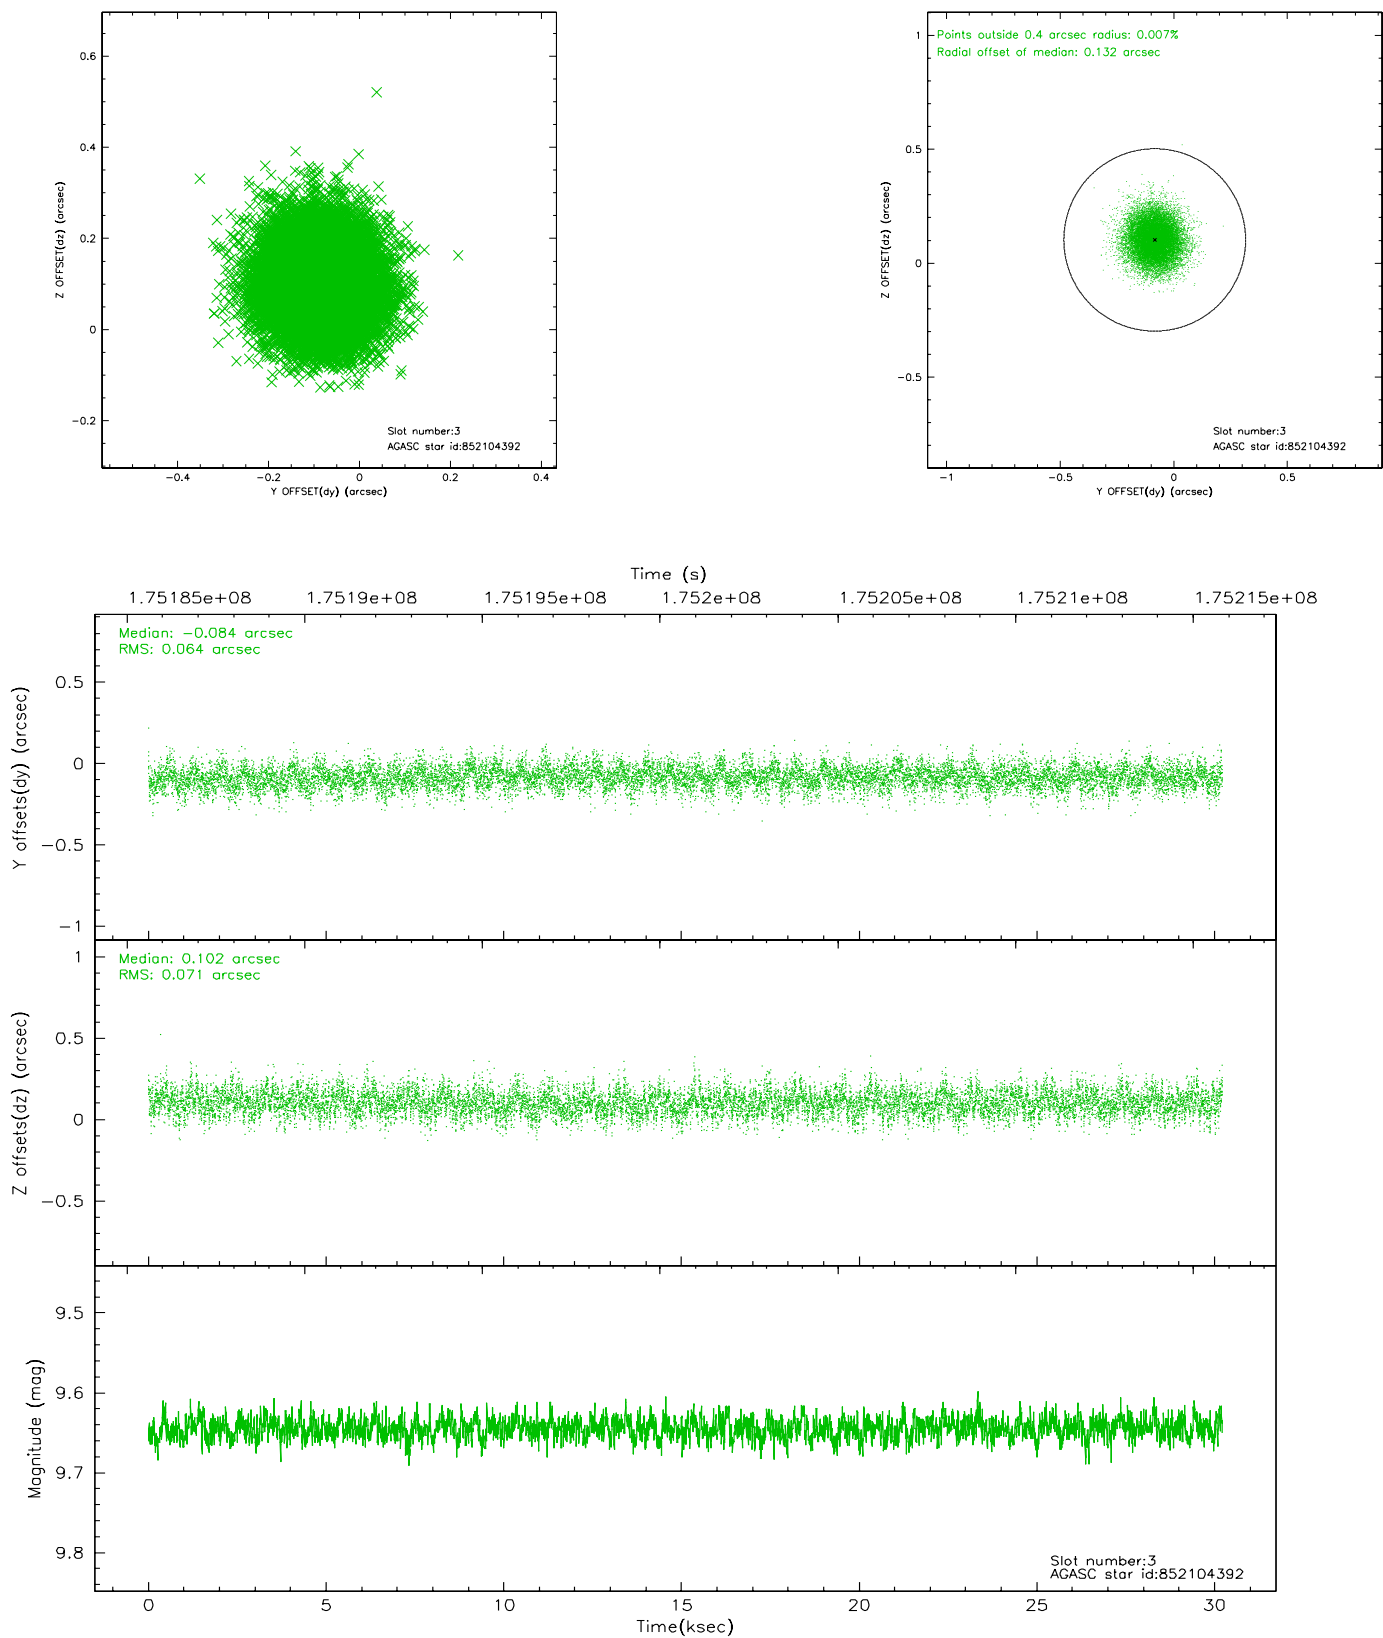 0.6
0.4
0.2
0
−0.2
Z OFFSET(dz) (arcsec)
Slot number:3
AGASC star id:852104392
−0.4
−0.2
0
0.2
0.4
Y OFFSET(dy) (arcsec)
Points outside 0.4 arcsec radius: 0.007%
Radial offset of median: 0.132 arcsec
1
0.5
0
−0.5
Z OFFSET(dz) (arcsec)
Slot number:3
AGASC star id:852104392
−1
−0.5
0
0.5
Y OFFSET(dy) (arcsec)
Time (s)
1.75185e+08
1.7519e+08
1.75195e+08
1.752e+08
1.75205e+08
1.7521e+08
1.75215e+08
Median: −0.084 arcsec
RMS: 0.064 arcsec
0.5
0
−0.5
−1
Y offsets(dy) (arcsec)
Median: 0.102 arcsec
RMS: 0.071 arcsec
1
0.5
0
−0.5
Z offsets(dz) (arcsec)
9.5
9.6
9.7
9.8
Magnitude (mag)
Slot number:3
AGASC star id:852104392
0
5
10
15
20
25
30
Time(ksec)